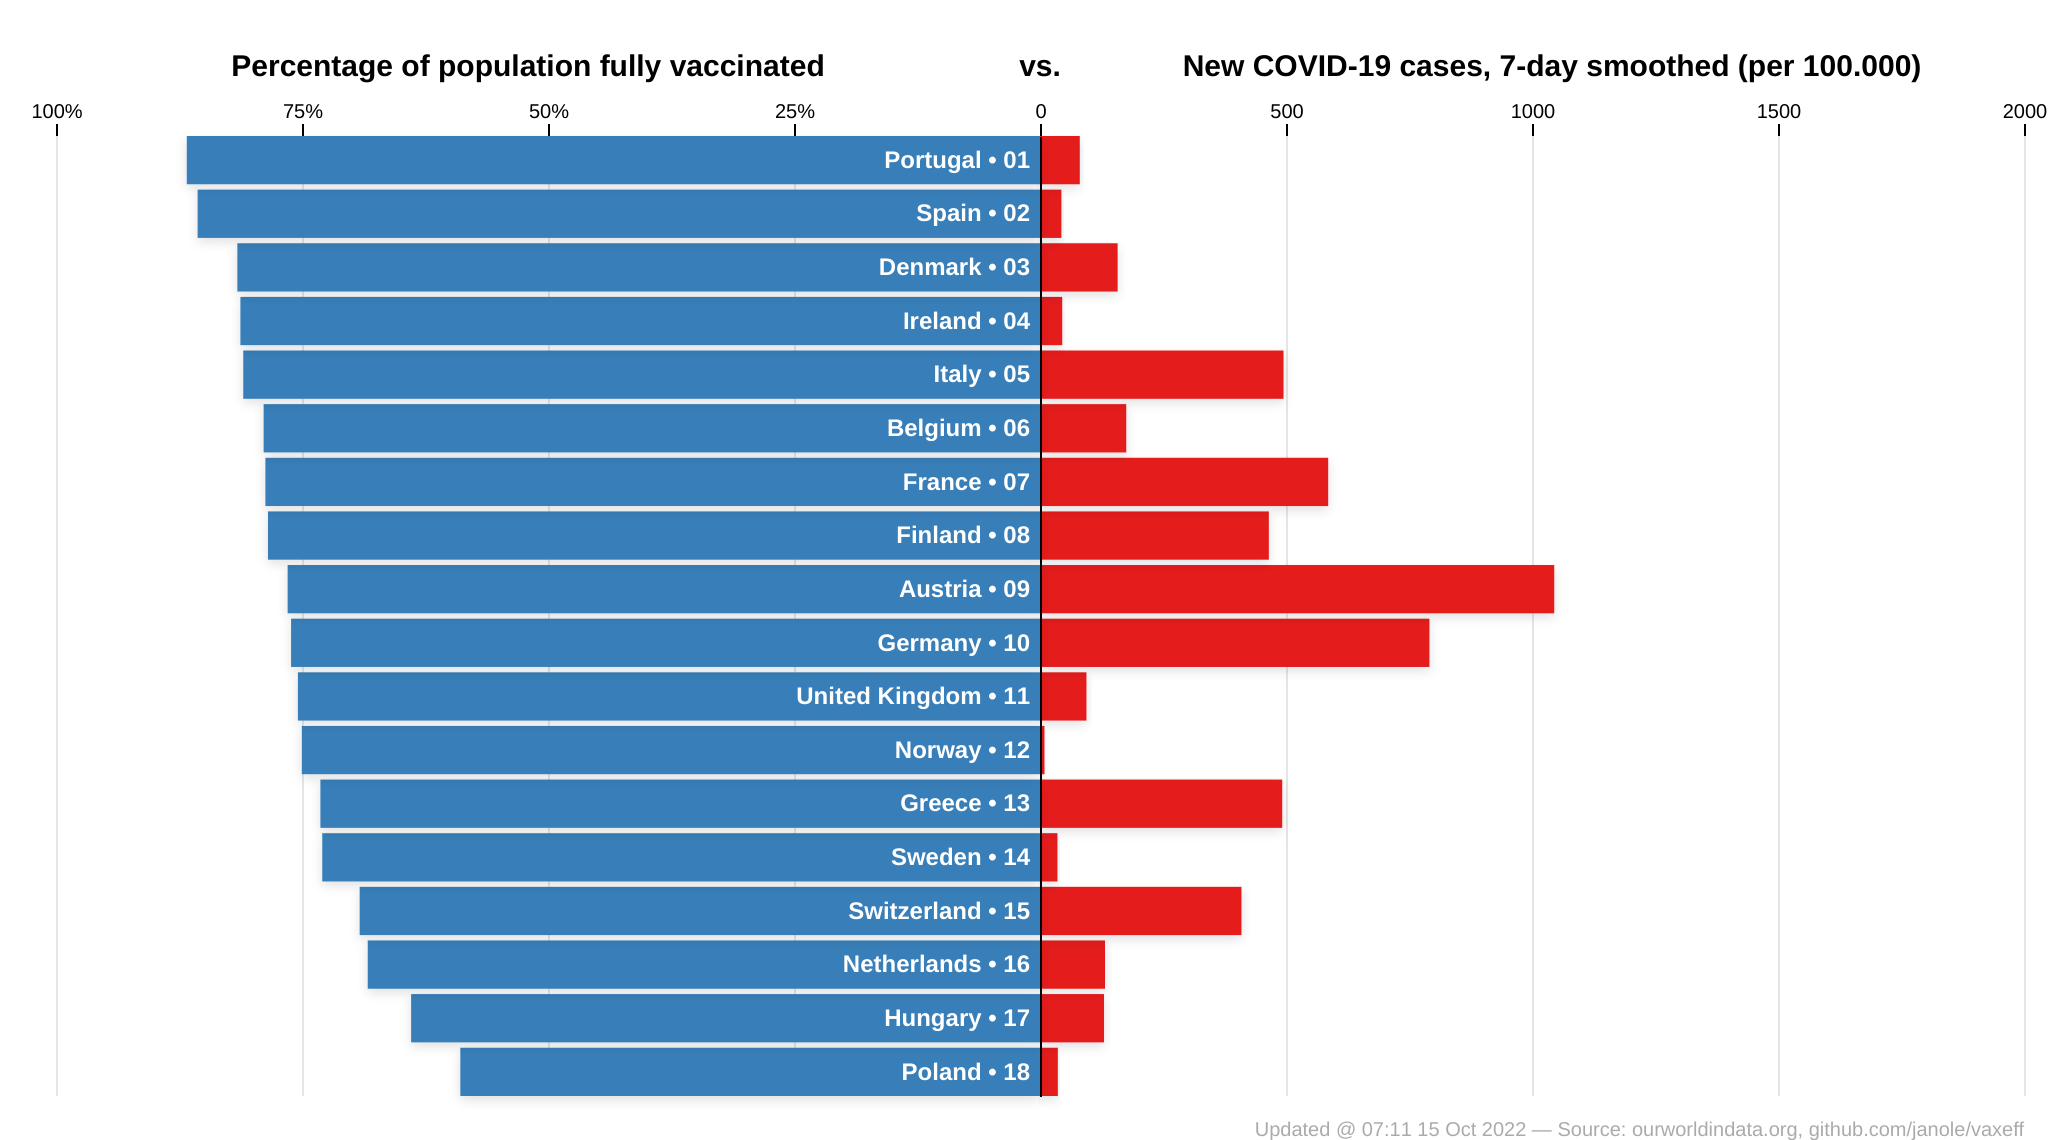 Percentage of population fully vaccinated vs. New COVID-19 cases, 7-day smoothed (per 100.000)
100% 75% 50% 25% 0 500 1000 1500 2000
Portugal • 01
Spain • 02
Denmark • 03
Ireland • 04
Italy • 05
Belgium • 06
France • 07
Finland • 08
Austria • 09
Germany • 10
United Kingdom • 11
Norway • 12
Greece • 13
Sweden • 14
Switzerland • 15
Netherlands • 16
Hungary • 17
Poland • 18
Updated @ 07:11 15 Oct 2022 — Source: ourworldindata.org, github.com/janole/vaxeff